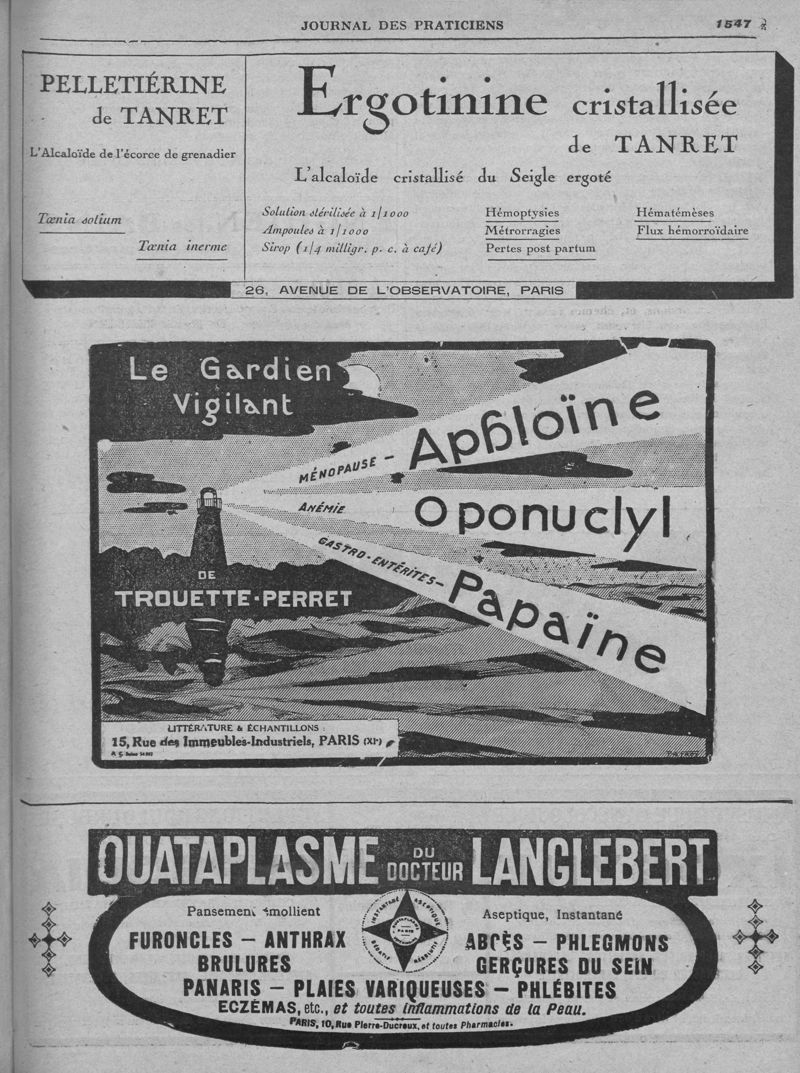 JOURNAL DES PRATICIENS
1547
PELLETIÉRINE
de TANRET
L'Alcaloïde de l'écorce de grenadier
Tœnia solium
Tœnia inerme
Ergotinine cristallisée
de TANRET
L'alcaloïde cristallisé du Seigle ergoté
Solution stérilisée à 1/1000
Ampoules à 1/1000
Sirop (1/4 milligr. p. c. à café)
Hémoptysies
Métrorragies
Pertes post partum
Hématémèses
Flux hémorroïdaire
26, AVENUE DE L'OBSERVATOIRE, PARIS
Le Gardien
Vigilant
MÉNOPAUSE - Aphloïne
ANÉMIE Oponuclyl
GASTRO-ENTÉRITES- Papaïne
DE
TROUETTE-PERRET
LITTÉRATURE & ÉCHANTILLONS :
15, Rue des Immeubles-Industriels, PARIS (XIe)
OUATAPLASME DU DOCTEUR LANGLEBERT
Pansement émollient
Aseptique, Instantané
INSTANTANÉ
ASEPTIQUE
FURONCLES - ANTHRAX
BRULURES
ABCÈS - PHLEGMONS
GERÇURES DU SEIN
PANARIS - PLAIES VARIQUEUSES - PHLÉBITES
ECZÉMAS, etc., et toutes inflammations de la Peau.
PARIS, 10, Rue Pierre-Ducreux, et toutes Pharmacies.